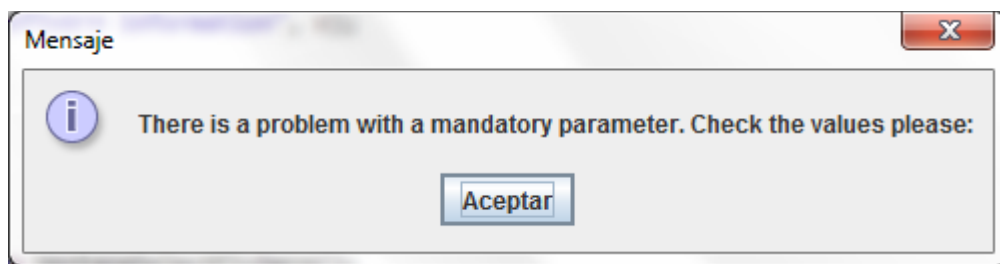 Mensaje
There is a problem with a mandatory parameter. Check the values please:
Aceptar